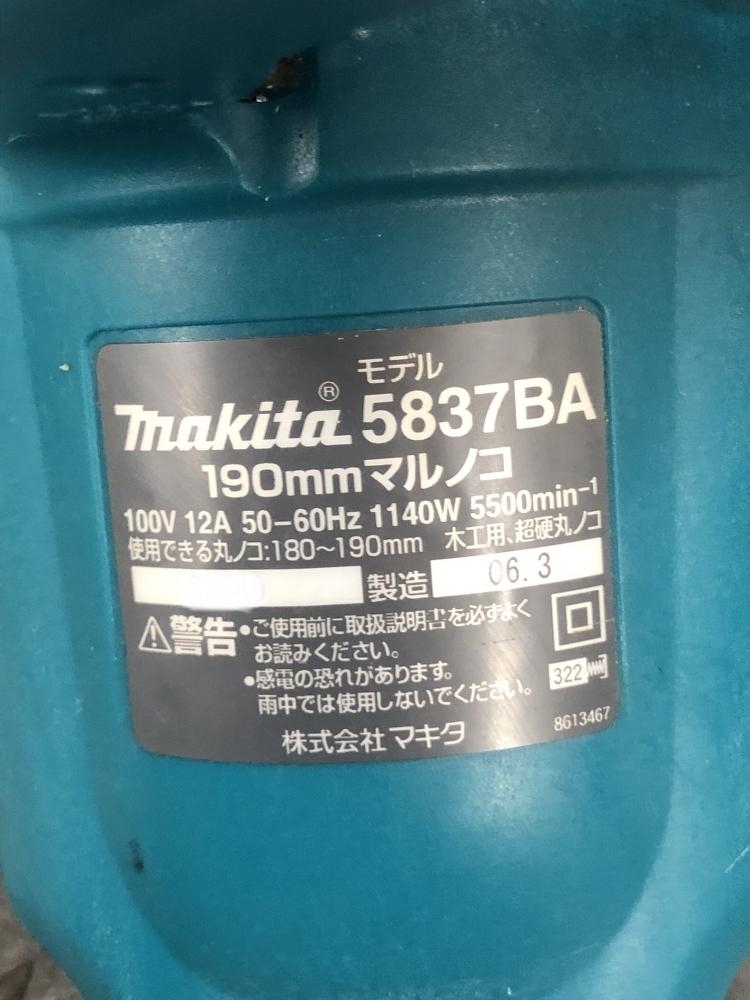 モデル
makita® 5837BA
190mmマルノコ
100V 12A 50-60Hz 1140W 5500min-1
使用できる丸ノコ:180~190mm 木工用、超硬丸ノコ
製造 06.3
⚠警告 •ご使用前に取扱説明書を必ずよく
お読みください。
•感電の恐れがあります。
雨中では使用しないでください。
322
株式会社 マキタ
8613467